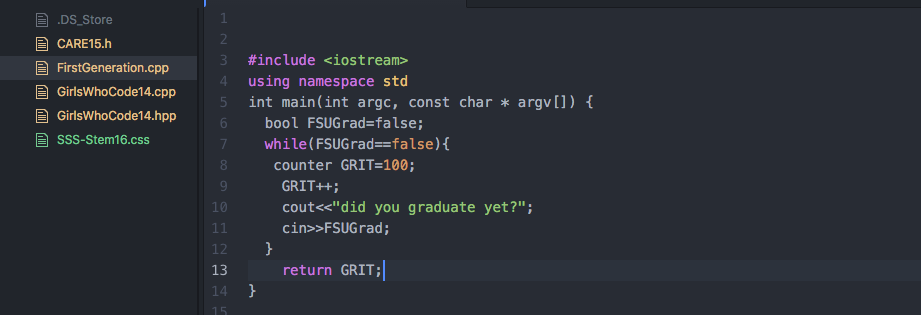 .DS_Store
CARE15.h
FirstGeneration.cpp
GirlsWhoCode14.cpp
GirlsWhoCode14.hpp
SSS-Stem16.css
1
2
3 #include <iostream>
4 using namespace std
5 int main(int argc, const char * argv[]) {
6 bool FSUGrad=false;
7 while(FSUGrad==false){
8 counter GRIT=100;
9 GRIT++;
10 cout<<"did you graduate yet?";
11 cin>>FSUGrad;
12 }
13 return GRIT;
14 }
15